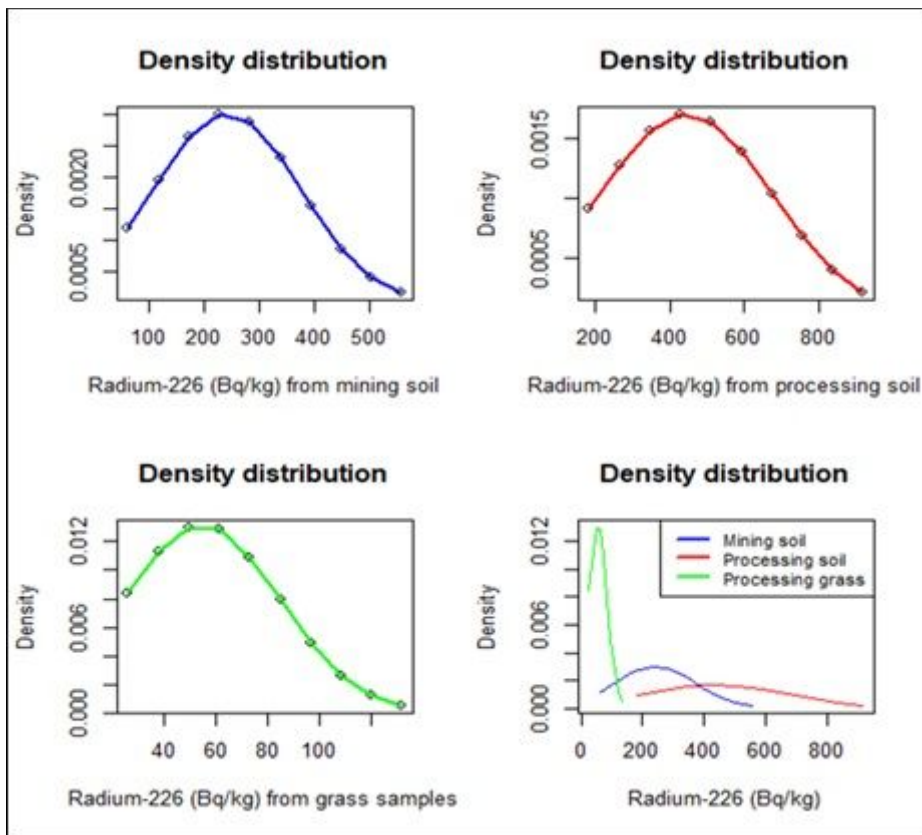 Density distribution
Density
0.0020
0.0005
100 200 300 400 500
Radium-226 (Bq/kg) from mining soil
Density distribution
Density
0.0015
0.0005
200 400 600 800
Radium-226 (Bq/kg) from processing soil
Density distribution
Density
0.012
0.006
0.000
40 60 80 100
Radium-226 (Bq/kg) from grass samples
Density distribution
Density
0.012
0.006
0.000
Mining soil
Processing soil
Processing grass
0 200 400 600 800
Radium-226 (Bq/kg)